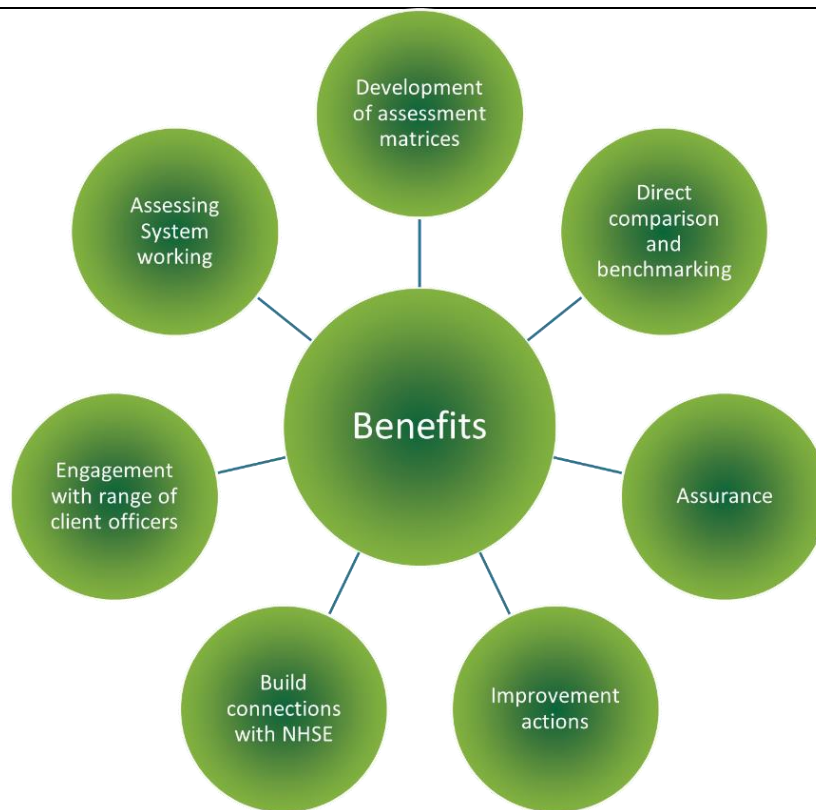 Development
of assessment
matrices
Direct
comparison
and
benchmarking
Assurance
Improvement
actions
Build
connections
with NHSE
Engagement
with range of
client officers
Assessing
System
working
Benefits